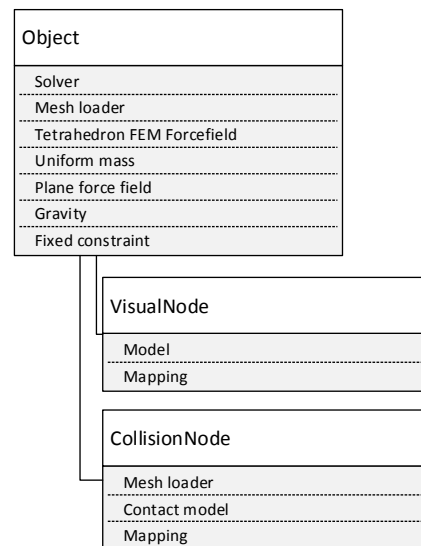 Object
Solver
Mesh loader
Tetrahedron FEM Forcefield
Uniform mass
Plane force field
Gravity
Fixed constraint
VisualNode
Model
Mapping
CollisionNode
Mesh loader
Contact model
Mapping